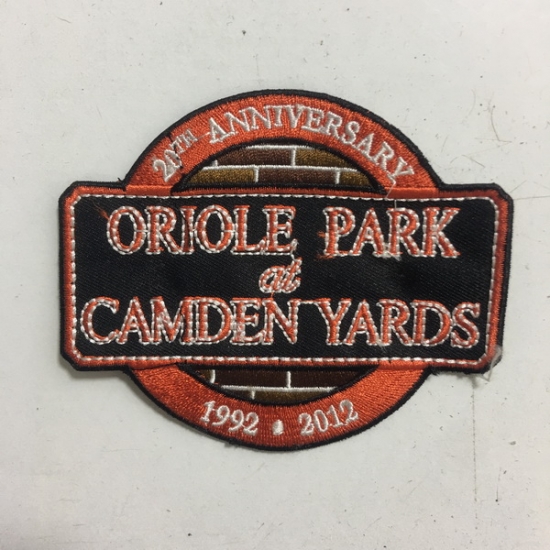 20TH ANNIVERSARY
ORIOLE PARK
at
CAMDEN YARDS
1992 • 2012